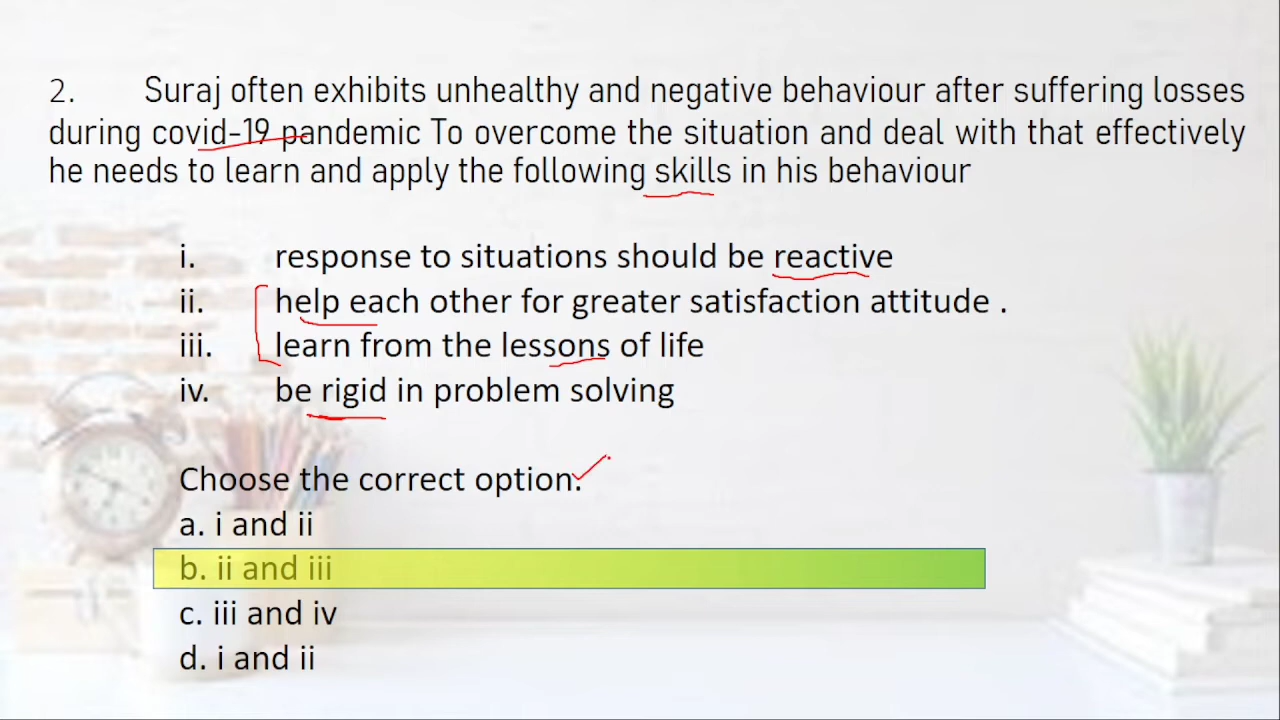 2. Suraj often exhibits unhealthy and negative behaviour after suffering losses
during covid-19 pandemic To overcome the situation and deal with that effectively
he needs to learn and apply the following skills in his behaviour
i. response to situations should be reactive
ii. help each other for greater satisfaction attitude .
iii. learn from the lessons of life
iv. be rigid in problem solving
Choose the correct option.
a. i and ii
b. ii and iii
c. iii and iv
d. i and ii